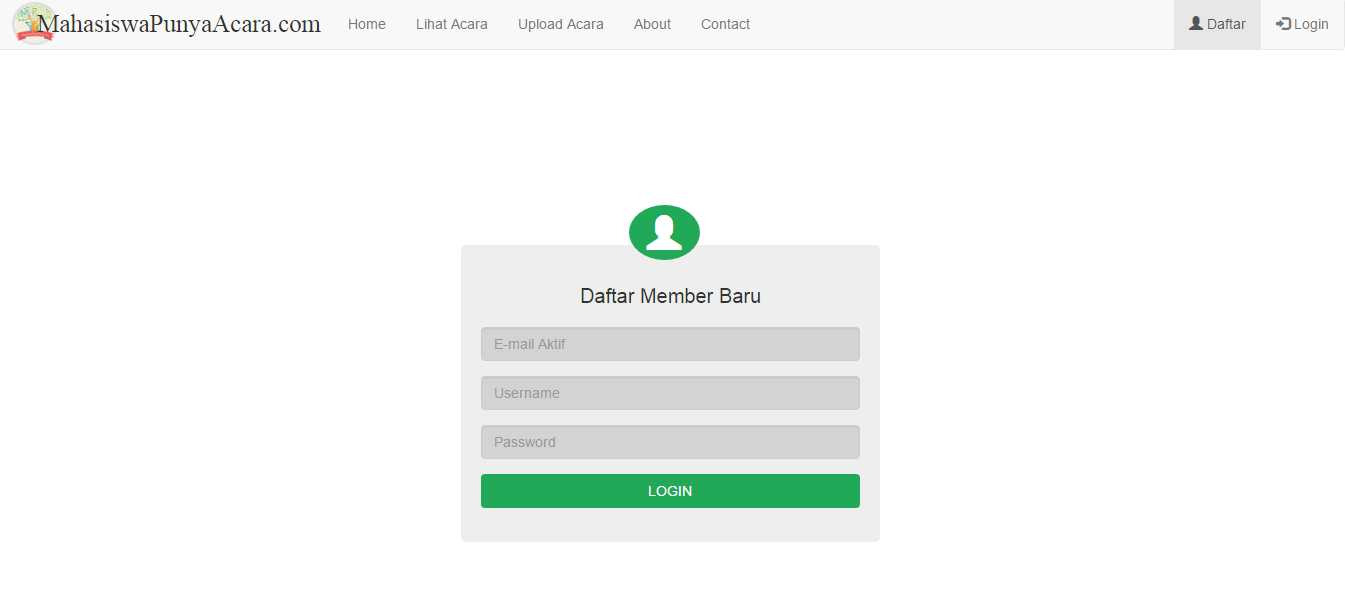 MahasiswaPunyaAcara.com Home Lihat Acara Upload Acara About Contact Daftar Login
Daftar Member Baru
E-mail Aktif
Username
Password
LOGIN